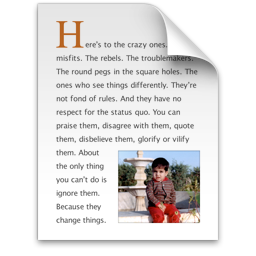 Here's to the crazy ones.
misfits. The rebels. The troublemakers.
The round pegs in the square holes. The
ones who see things differently. They're
not fond of rules. And they have no
respect for the status quo. You can
praise them, disagree with them, quote
them, disbelieve them, glorify or vilify
them. About
the only thing
you can't do is
ignore them.
Because they
change things.